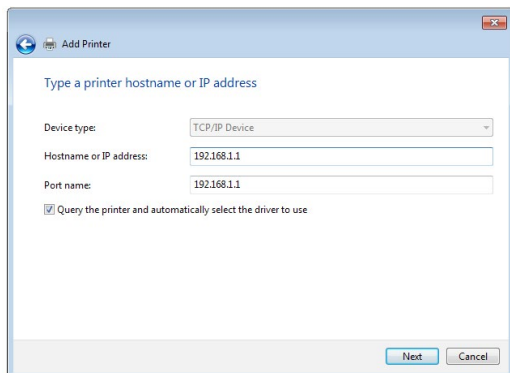 Add Printer
Type a printer hostname or IP address
Device type: TCP/IP Device
Hostname or IP address: 192.168.1.1
Port name: 192.168.1.1
Query the printer and automatically select the driver to use
Next Cancel